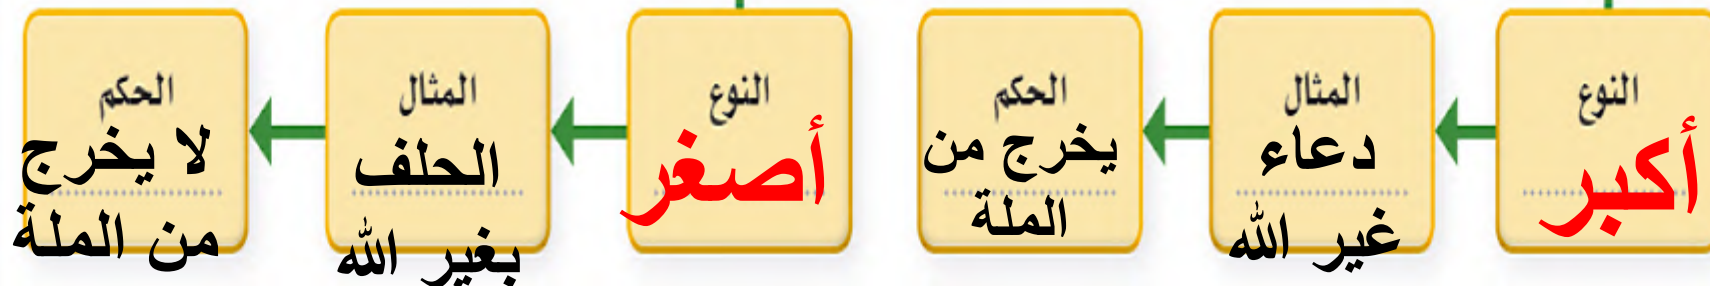 النوع
أكبر
المثال
دعاء
غير الله
الحكم
يخرج من
الملة
النوع
أصغر
المثال
الحلف
بغير الله
الحكم
لا يخرج
من الملة